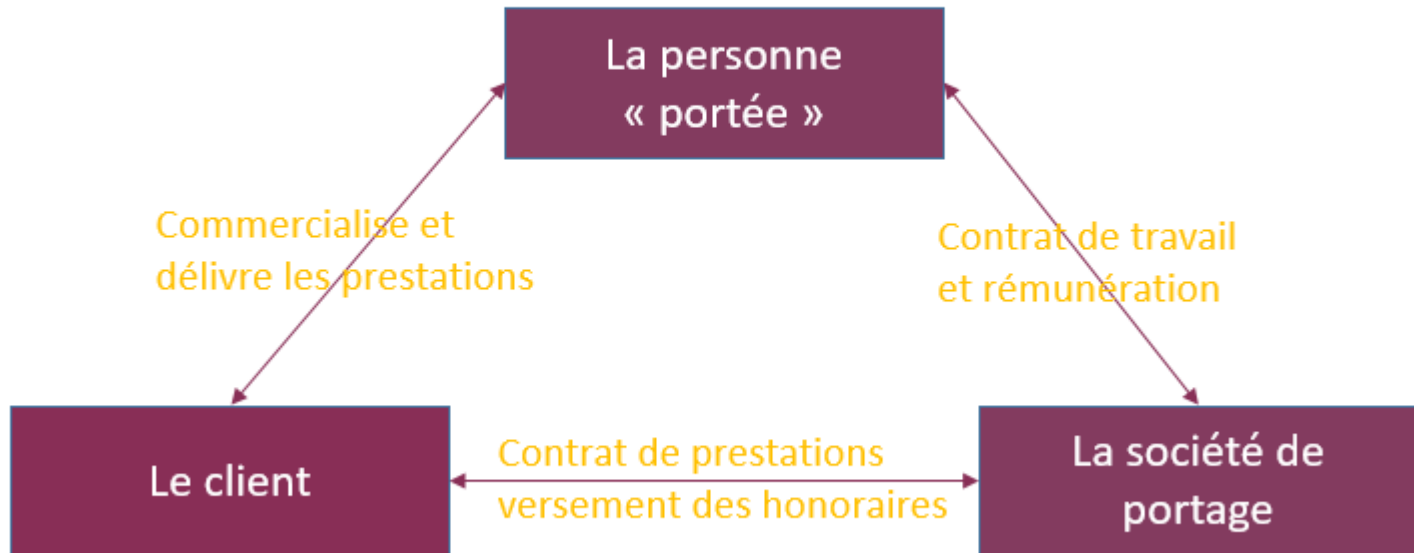 La personne
« portée »
Commercialise et
délivre les prestations
Contrat de travail
et rémunération
Le client
Contrat de prestations
versement des honoraires
La société de
portage